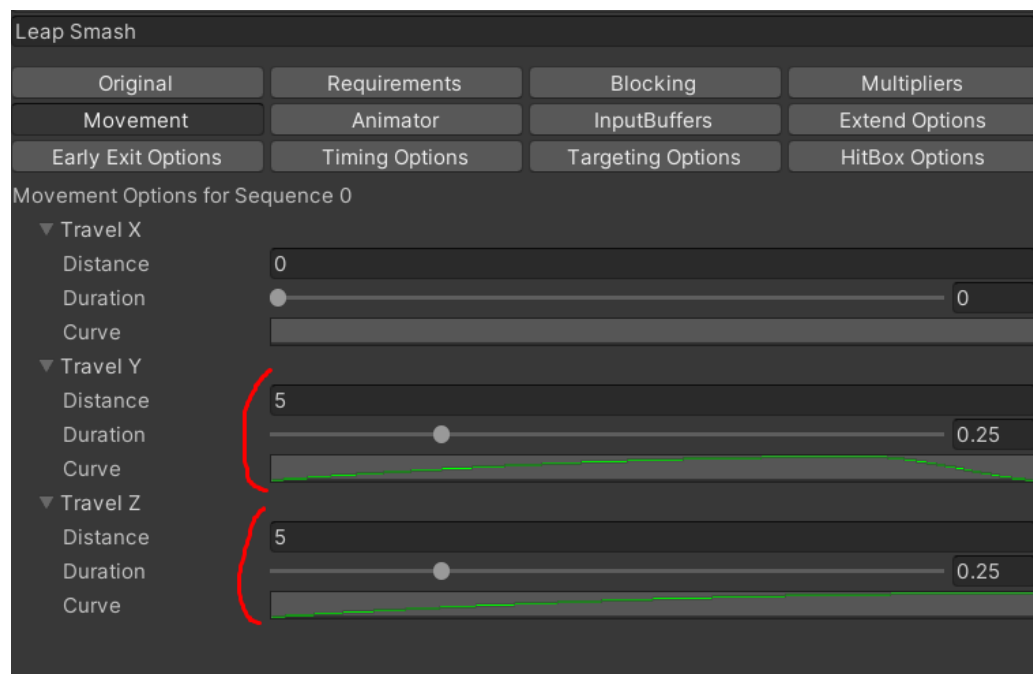 Leap Smash
Original Requirements Blocking Multipliers
Movement Animator InputBuffers Extend Options
Early Exit Options Timing Options Targeting Options HitBox Options
Movement Options for Sequence 0
Travel X
Distance 0
Duration 0
Curve
Travel Y
Distance 5
Duration 0.25
Curve
Travel Z
Distance 5
Duration 0.25
Curve